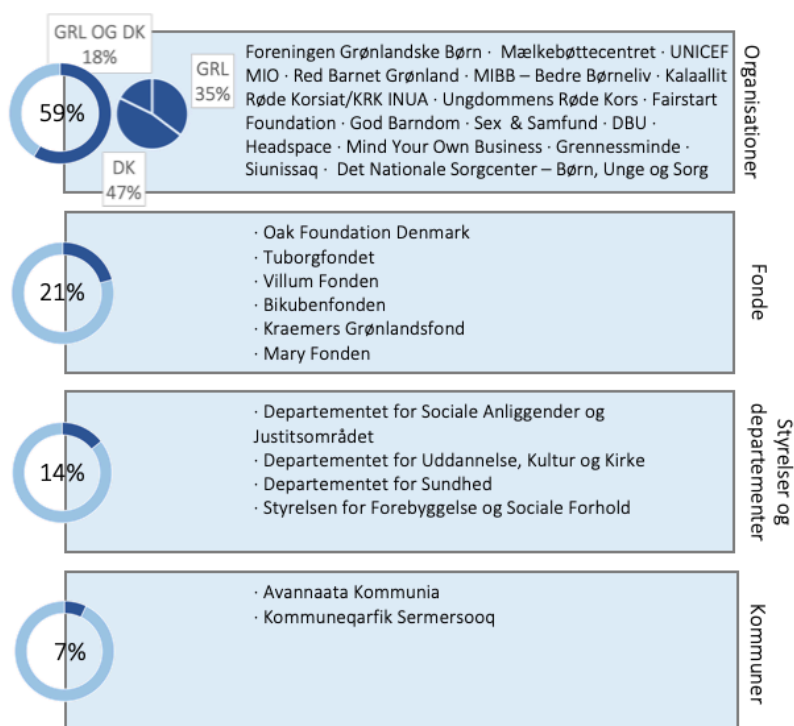 GRL OG DK
18%
GRL
35%
59%
DK
47%
Foreningen Grønlandske Børn · Mælkebøttecentret · UNICEF
MIO · Red Barnet Grønland · MIBB – Bedre Børneliv · Kalaallit
Røde Korsiat/KRK INUA · Ungdommens Røde Kors · Fairstart
Foundation · God Barndom · Sex & Samfund · DBU ·
Headspace · Mind Your Own Business · Grennessminde ·
Siunissaq · Det Nationale Sorgcenter – Børn, Unge og Sorg
Organisationer
21%
· Oak Foundation Denmark
· Tuborgfondet
· Villum Fonden
· Bikubenfonden
· Kraemers Grønlandsfond
· Mary Fonden
Fonde
14%
· Departementet for Sociale Anliggender og
Justitsområdet
· Departementet for Uddannelse, Kultur og Kirke
· Departementet for Sundhed
· Styrelsen for Forebyggelse og Sociale Forhold
Styrelser og
departementer
7%
· Avannaata Kommunia
· Kommuneqarfik Sermersooq
Kommuner